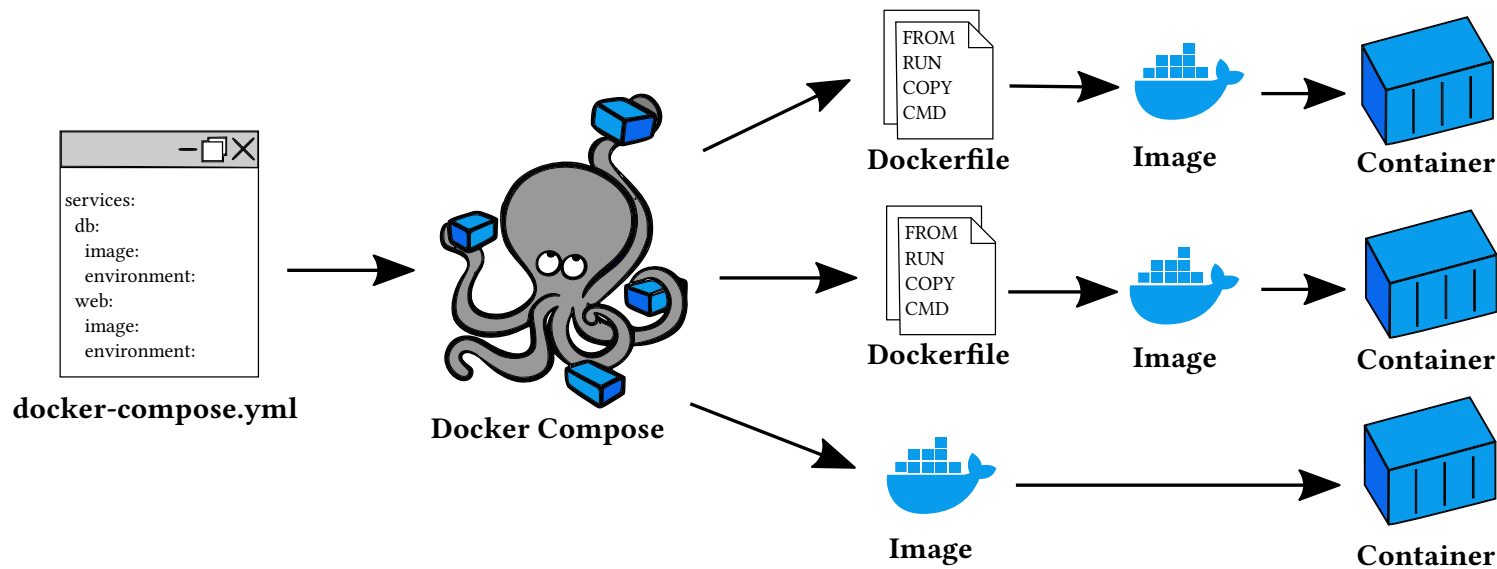 services:
db:
image:
environment:
web:
image:
environment:
docker-compose.yml
Docker Compose
FROM
RUN
COPY
CMD
Dockerfile
Image
Container
FROM
RUN
COPY
CMD
Dockerfile
Image
Container
Image
Container